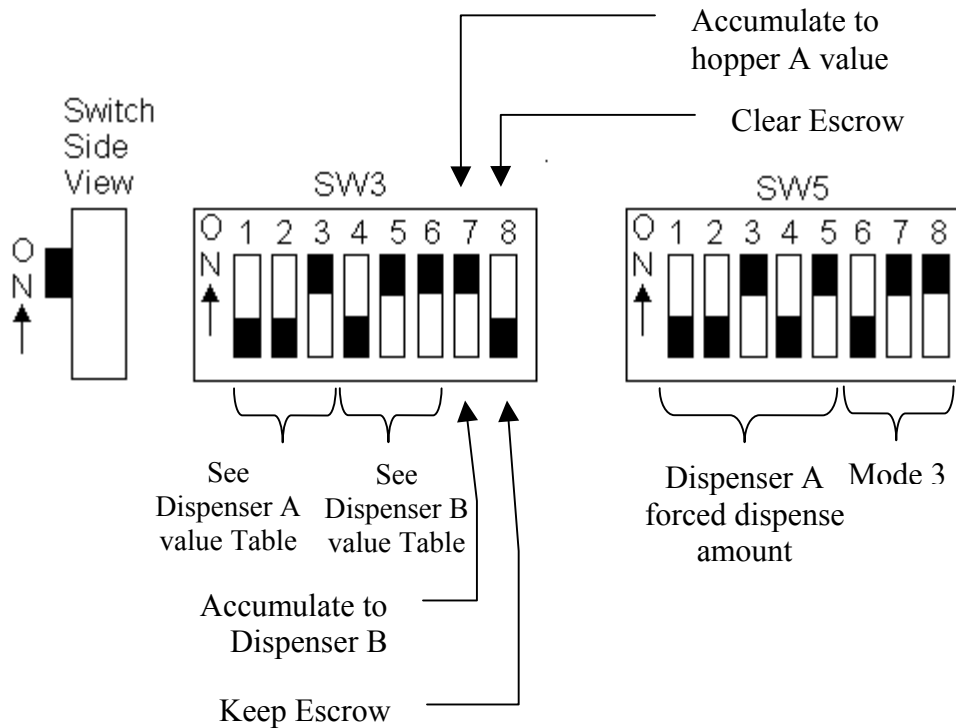 Accumulate to
hopper A value
Clear Escrow
Switch
Side
View
O
N
SW3
O 1 2 3 4 5 6 7 8
N
SW5
O 1 2 3 4 5 6 7 8
N
See
Dispenser A
value Table
See
Dispenser B
value Table
Dispenser A
forced dispense
amount
Mode 3
Accumulate to
Dispenser B
Keep Escrow